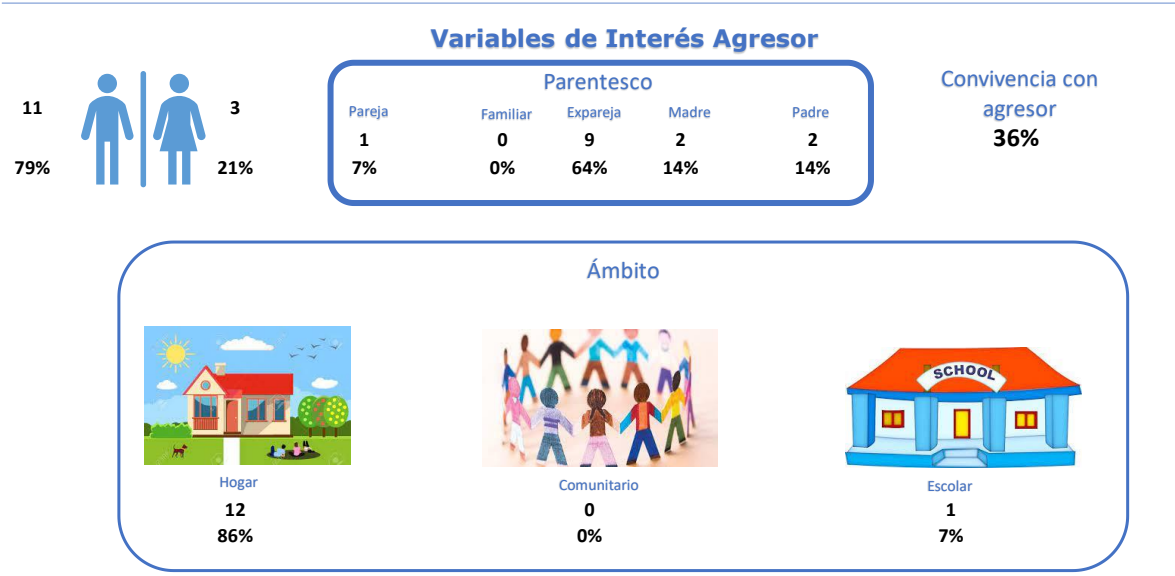 Variables de Interés Agresor
11
3
79%
21%
Parentesco
Pareja Familiar Expareja Madre Padre
1 0 9 2 2
7% 0% 64% 14% 14%
Convivencia con
agresor
36%
Ámbito
SCHOOL
Hogar Comunitario Escolar
12 0 1
86% 0% 7%